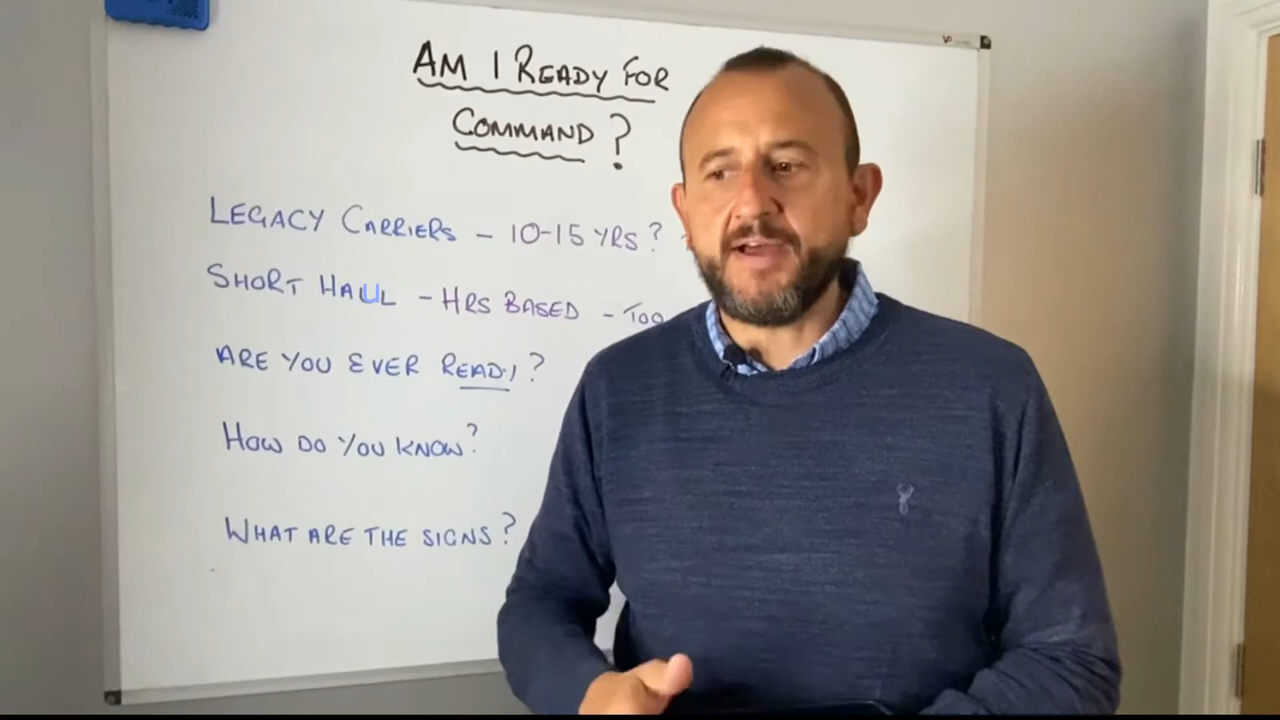 AM I READY FOR
COMMAND?
LEGACY CARRIERS - 10-15 YRS?
SHORT HAUL - HRS BASED - TOO
ARE YOU EVER READY?
HOW DO YOU KNOW?
WHAT ARE THE SIGNS?